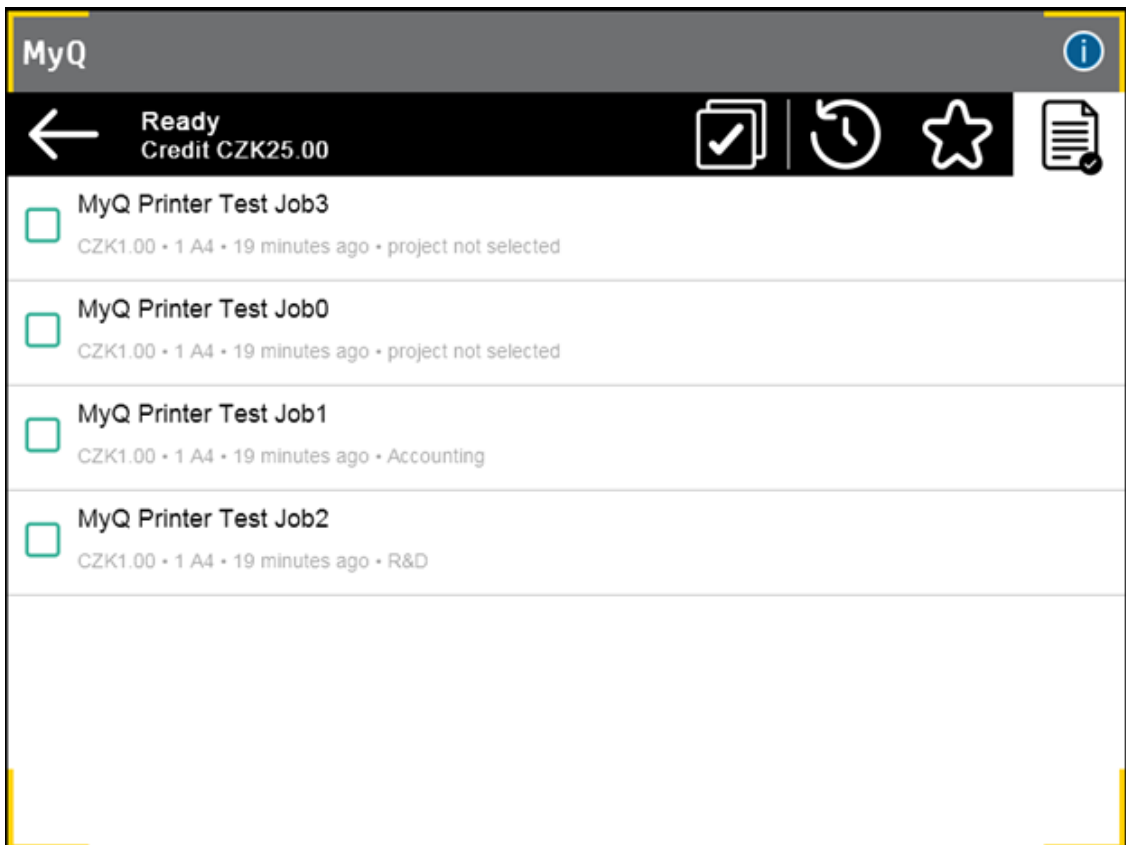 MyQ
i
Ready
Credit CZK25.00
MyQ Printer Test Job3
CZK1.00 • 1 A4 • 19 minutes ago • project not selected
MyQ Printer Test Job0
CZK1.00 • 1 A4 • 19 minutes ago • project not selected
MyQ Printer Test Job1
CZK1.00 • 1 A4 • 19 minutes ago • Accounting
MyQ Printer Test Job2
CZK1.00 • 1 A4 • 19 minutes ago • R&D